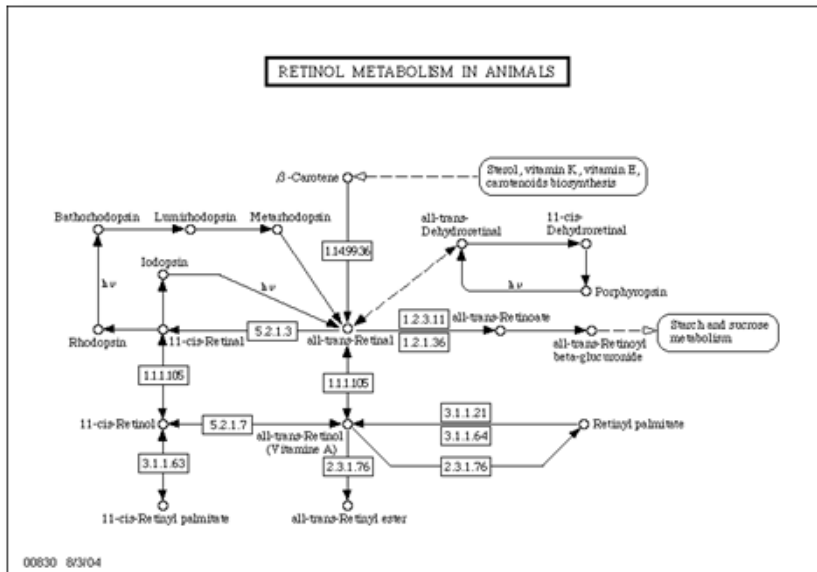 RETINOL METABOLISM IN ANIMALS
β-Carotene
Sterol, vitamin K, vitamin E,
carotenoids biosynthesis
Bathorhodopsin
Lumirhodopsin
Metarhodopsin
all-trans-
Dehydroretinal
11-cis-
Dehydroretinal
1.14.99.36
Iodopsin
hν
hν
hν
Porphyropsin
Rhodopsin
11-cis-Retinal
5.2.1.3
all-trans-Retinal
1.2.3.11
1.2.1.36
all-trans-Retinoate
all-trans-Retinoyl
beta-glucuronide
Starch and sucrose
metabolism
1.1.1.105
1.1.1.105
11-cis-Retinol
5.2.1.7
all-trans-Retinol
(Vitamine A)
3.1.1.21
3.1.1.64
Retinyl palmitate
3.1.1.63
2.3.1.76
2.3.1.76
11-cis-Retinyl palmitate
all-trans-Retinyl ester
00830 8/3/04